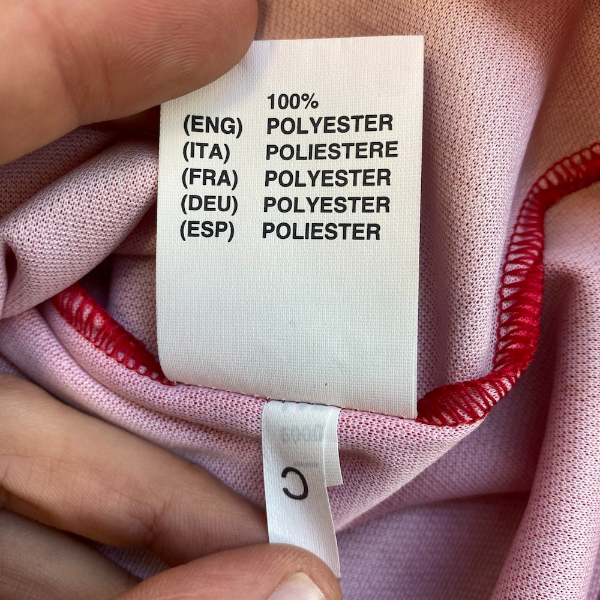 100%
(ENG) POLYESTER
(ITA) POLIESTERE
(FRA) POLYESTER
(DEU) POLYESTER
(ESP) POLIESTER
C